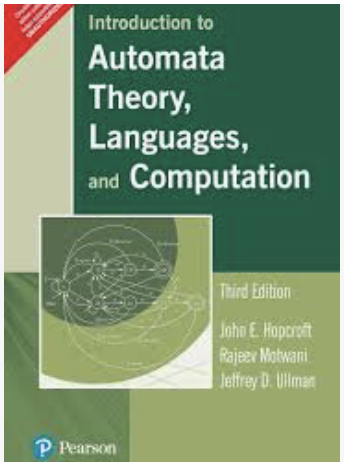 Introduction to
Automata
Theory,
Languages,
and Computation
Third Edition
John E. Hopcroft
Rajeev Motwani
Jeffrey D. Ullman
Pearson